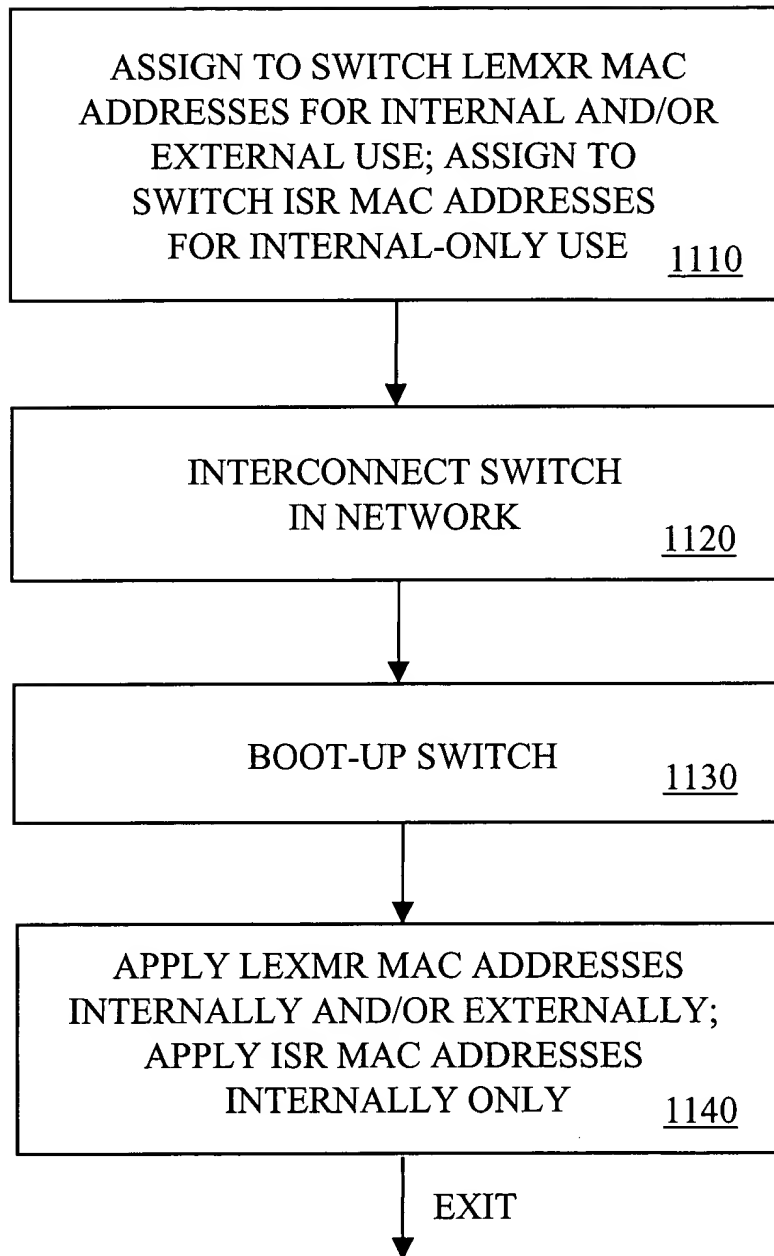 ASSIGN TO SWITCH LEMXR MAC
ADDRESSES FOR INTERNAL AND/OR
EXTERNAL USE; ASSIGN TO
SWITCH ISR MAC ADDRESSES
FOR INTERNAL-ONLY USE
1110
INTERCONNECT SWITCH
IN NETWORK
1120
BOOT-UP SWITCH
1130
APPLY LEXMR MAC ADDRESSES
INTERNALLY AND/OR EXTERNALLY;
APPLY ISR MAC ADDRESSES
INTERNALLY ONLY
1140
EXIT